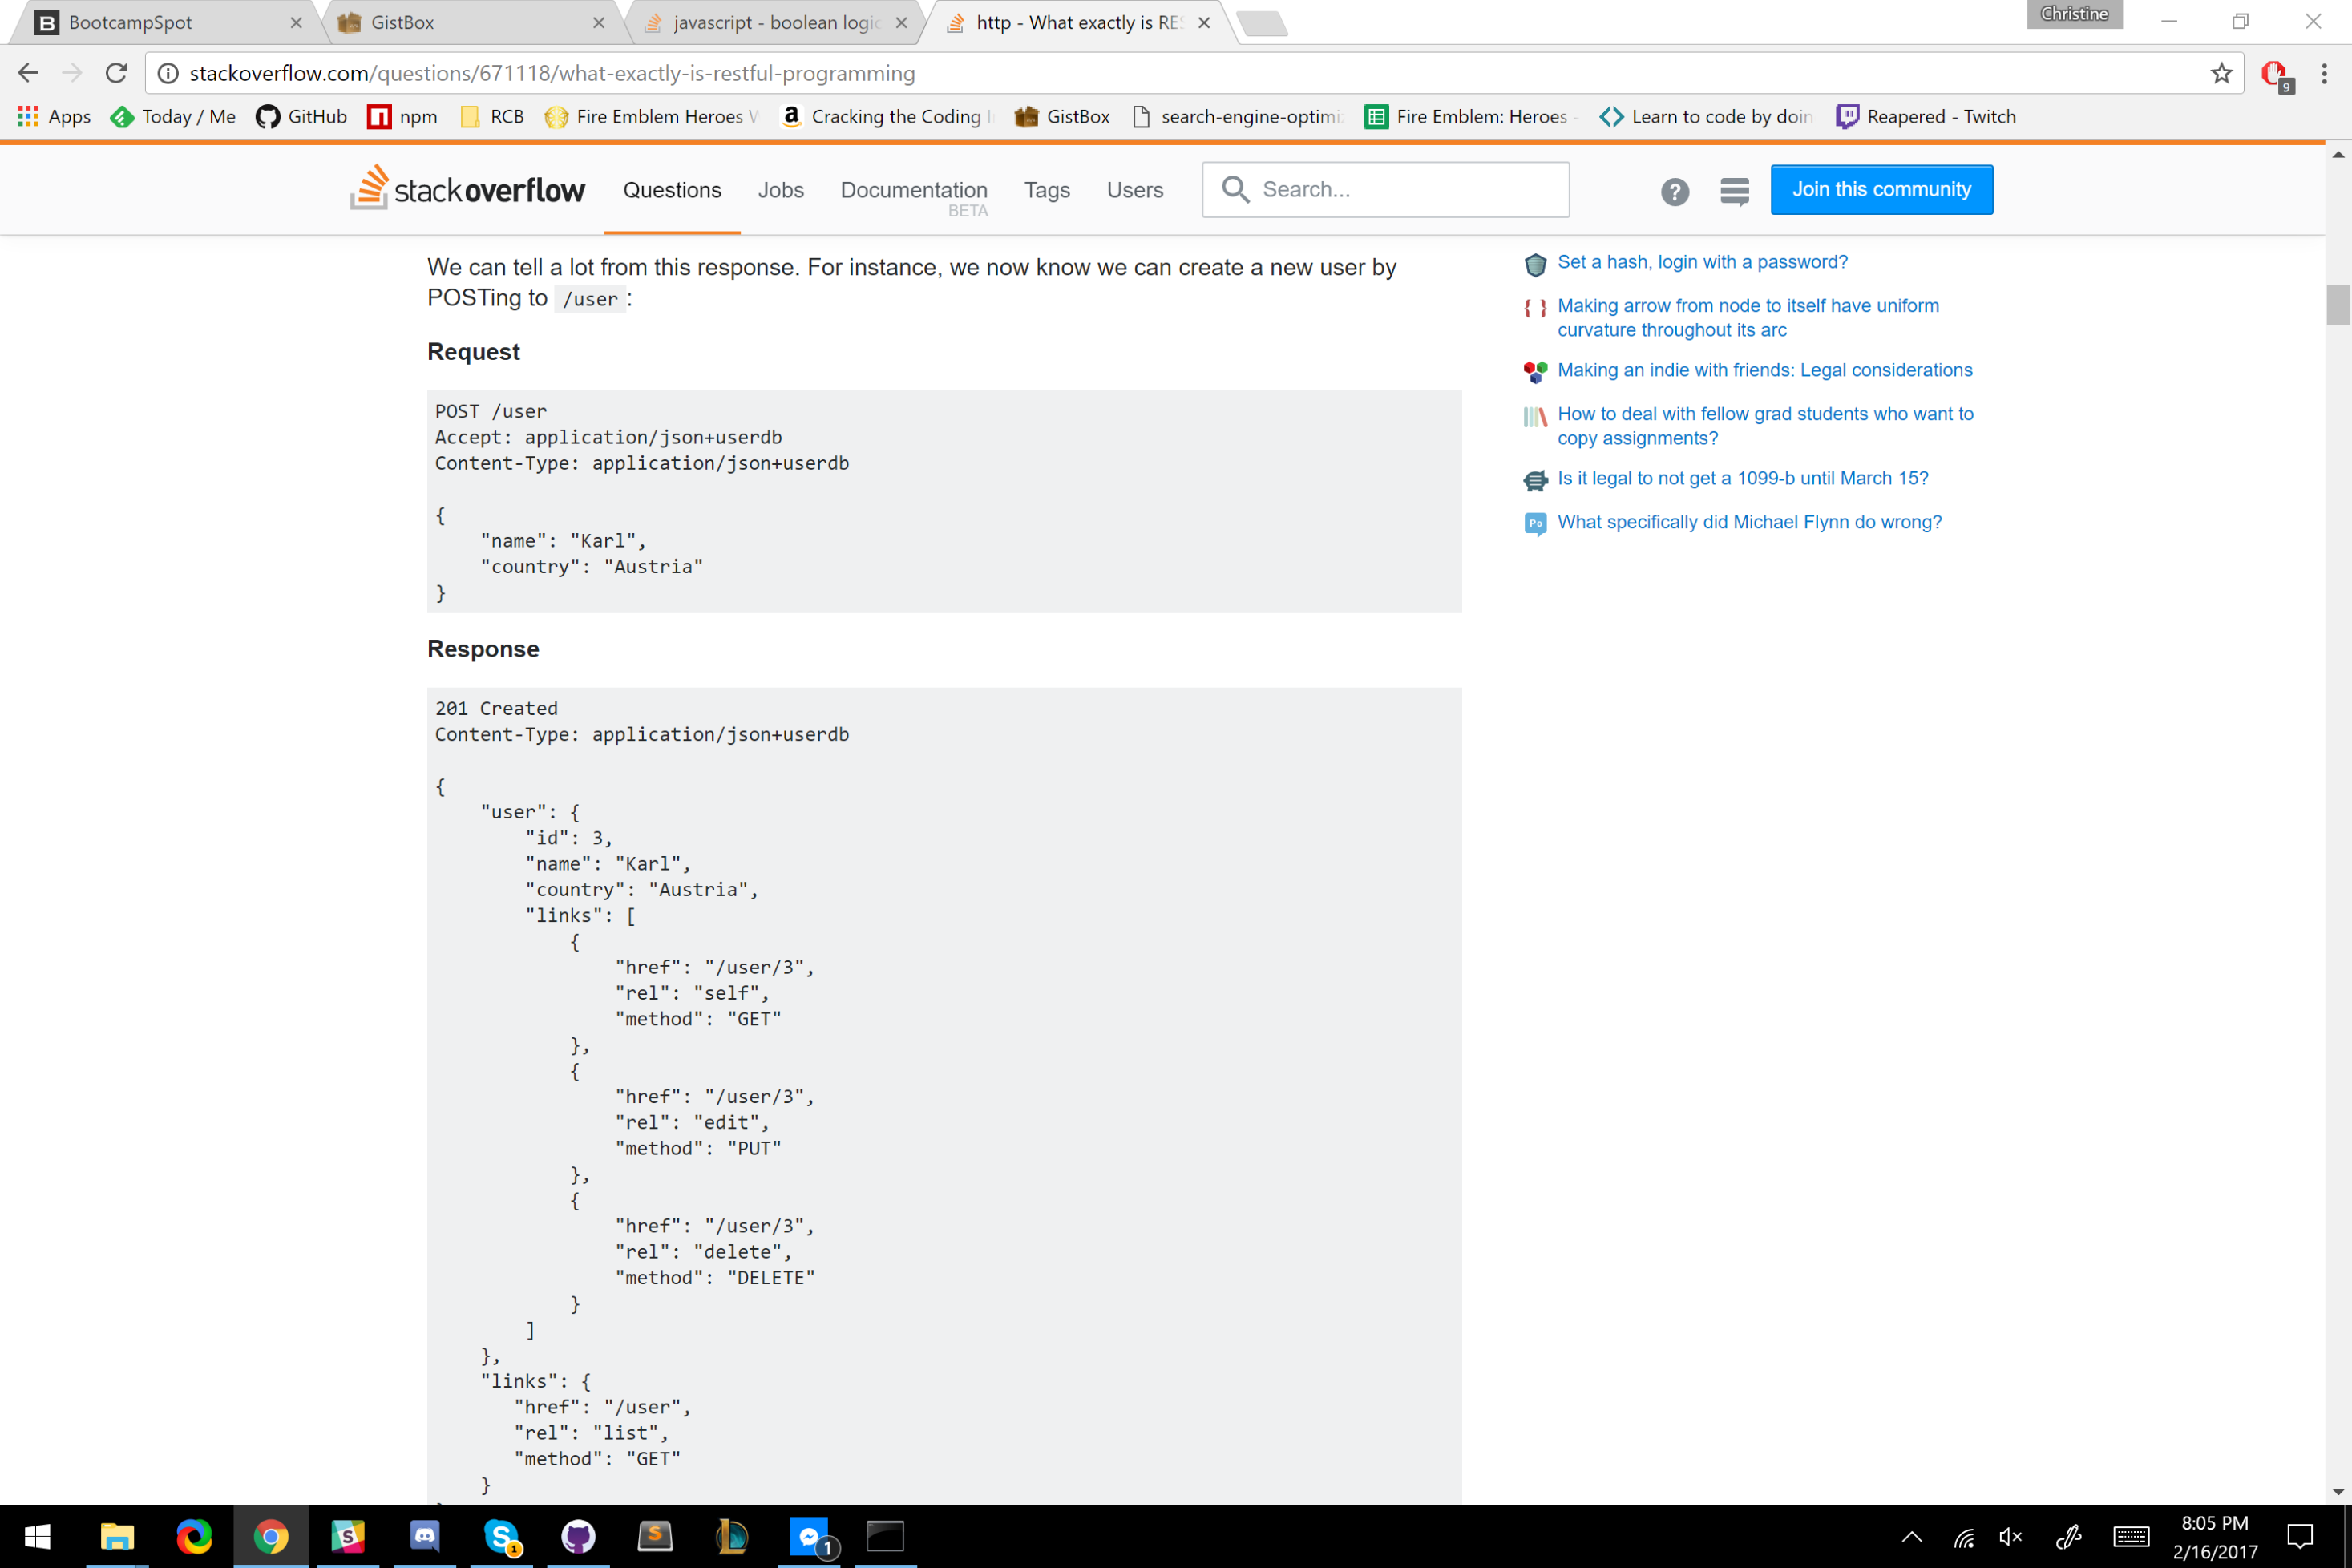 BootcampSpot
GistBox
javascript - boolean logic
http - What exactly is RES
Christine
stackoverflow.com/questions/671118/what-exactly-is-restful-programming
9
Apps
Today / Me
GitHub
npm
RCB
Fire Emblem Heroes W
Cracking the Coding I
GistBox
search-engine-optimi
Fire Emblem: Heroes -
Learn to code by doin
Reapered - Twitch
stackoverflow
Questions
Jobs
Documentation
BETA
Tags
Users
Search...
Join this community
We can tell a lot from this response. For instance, we now know we can create a new user by
POSTing to /user :
Request
POST /user
Accept: application/json+userdb
Content-Type: application/json+userdb
{
    "name": "Karl",
    "country": "Austria"
}
Response
201 Created
Content-Type: application/json+userdb
{
    "user": {
        "id": 3,
        "name": "Karl",
        "country": "Austria",
        "links": [
            {
                "href": "/user/3",
                "rel": "self",
                "method": "GET"
            },
            {
                "href": "/user/3",
                "rel": "edit",
                "method": "PUT"
            },
            {
                "href": "/user/3",
                "rel": "delete",
                "method": "DELETE"
            }
        ]
    },
    "links": {
       "href": "/user",
       "rel": "list",
       "method": "GET"
    }
Set a hash, login with a password?
Making arrow from node to itself have uniform
curvature throughout its arc
Making an indie with friends: Legal considerations
How to deal with fellow grad students who want to
copy assignments?
Is it legal to not get a 1099-b until March 15?
Po
What specifically did Michael Flynn do wrong?
1
1
8:05 PM
2/16/2017